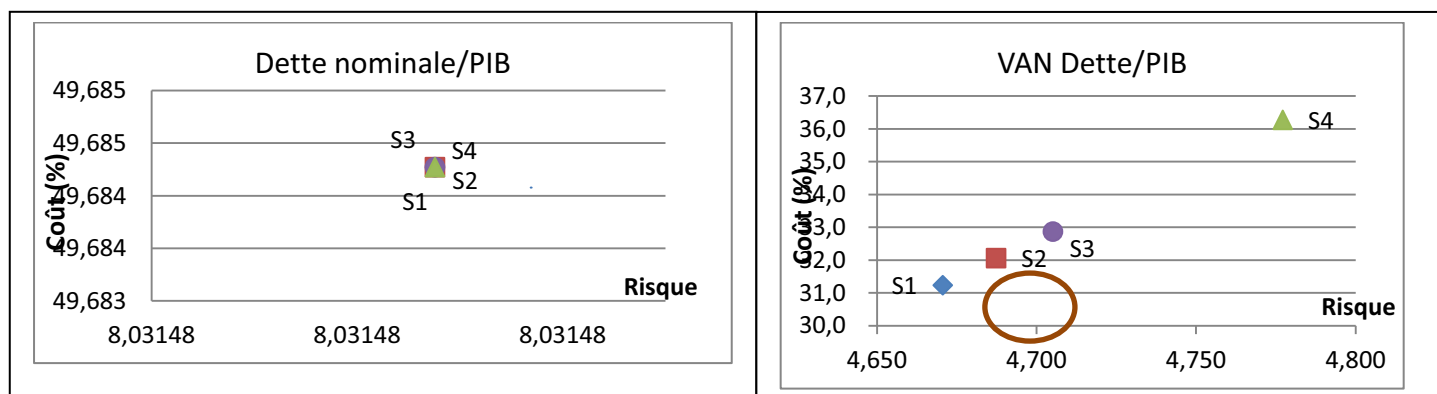 Dette nominale/PIB
49,685
49,685
49,684
49,684
49,683
Coût (%)
S3
S4
S2
S1
Risque
8,03148
8,03148
8,03148
VAN Dette/PIB
37,0
36,0
35,0
34,0
33,0
32,0
31,0
30,0
Coût (%)
S4
S3
S2
S1
Risque
4,650
4,700
4,750
4,800